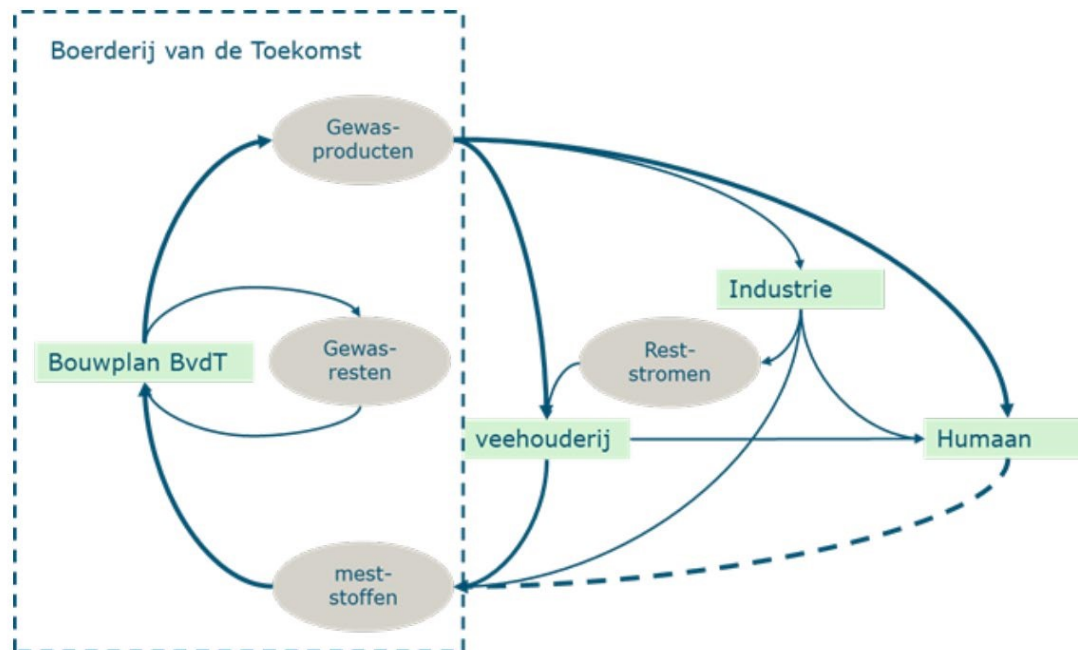 Boerderij van de Toekomst
Gewas-
producten
Industrie
Bouwplan BvdT
Gewas-
resten
Rest-
stromen
veehouderij
Humaan
mest-
stoffen